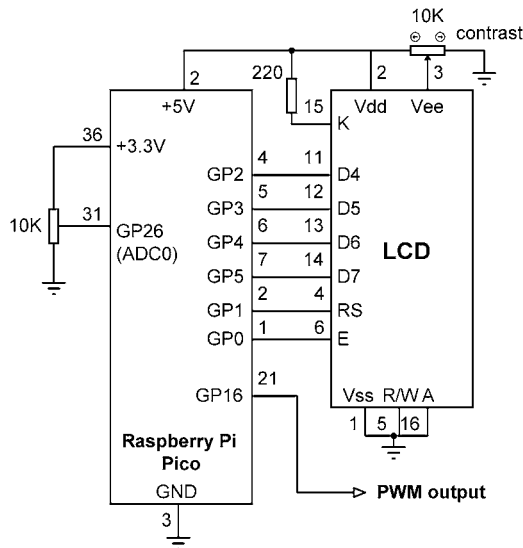 10K
contrast
2
220
2
3
+5V
15
K
Vdd
Vee
36
+3.3V
GP2
4
11
D4
31
10K
GP26
(ADC0)
GP3
5
12
D5
GP4
6
13
D6
LCD
GP5
7
14
D7
GP1
2
4
RS
GP0
1
6
E
GP16
21
Vss
R/W
A
1
5
16
Raspberry Pi
Pico
GND
PWM output
3